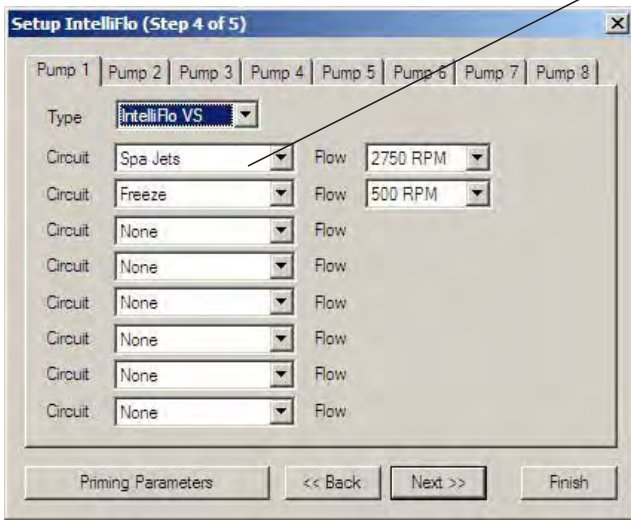 Setup IntelliFlo (Step 4 of 5)
Pump 1 Pump 2 Pump 3 Pump 4 Pump 5 Pump 6 Pump 7 Pump 8
Type IntelliFlo VS
Circuit Spa Jets Flow 2750 RPM
Circuit Freeze Flow 500 RPM
Circuit None Flow
Circuit None Flow
Circuit None Flow
Circuit None Flow
Circuit None Flow
Circuit None Flow
Priming Parameters << Back Next >> Finish